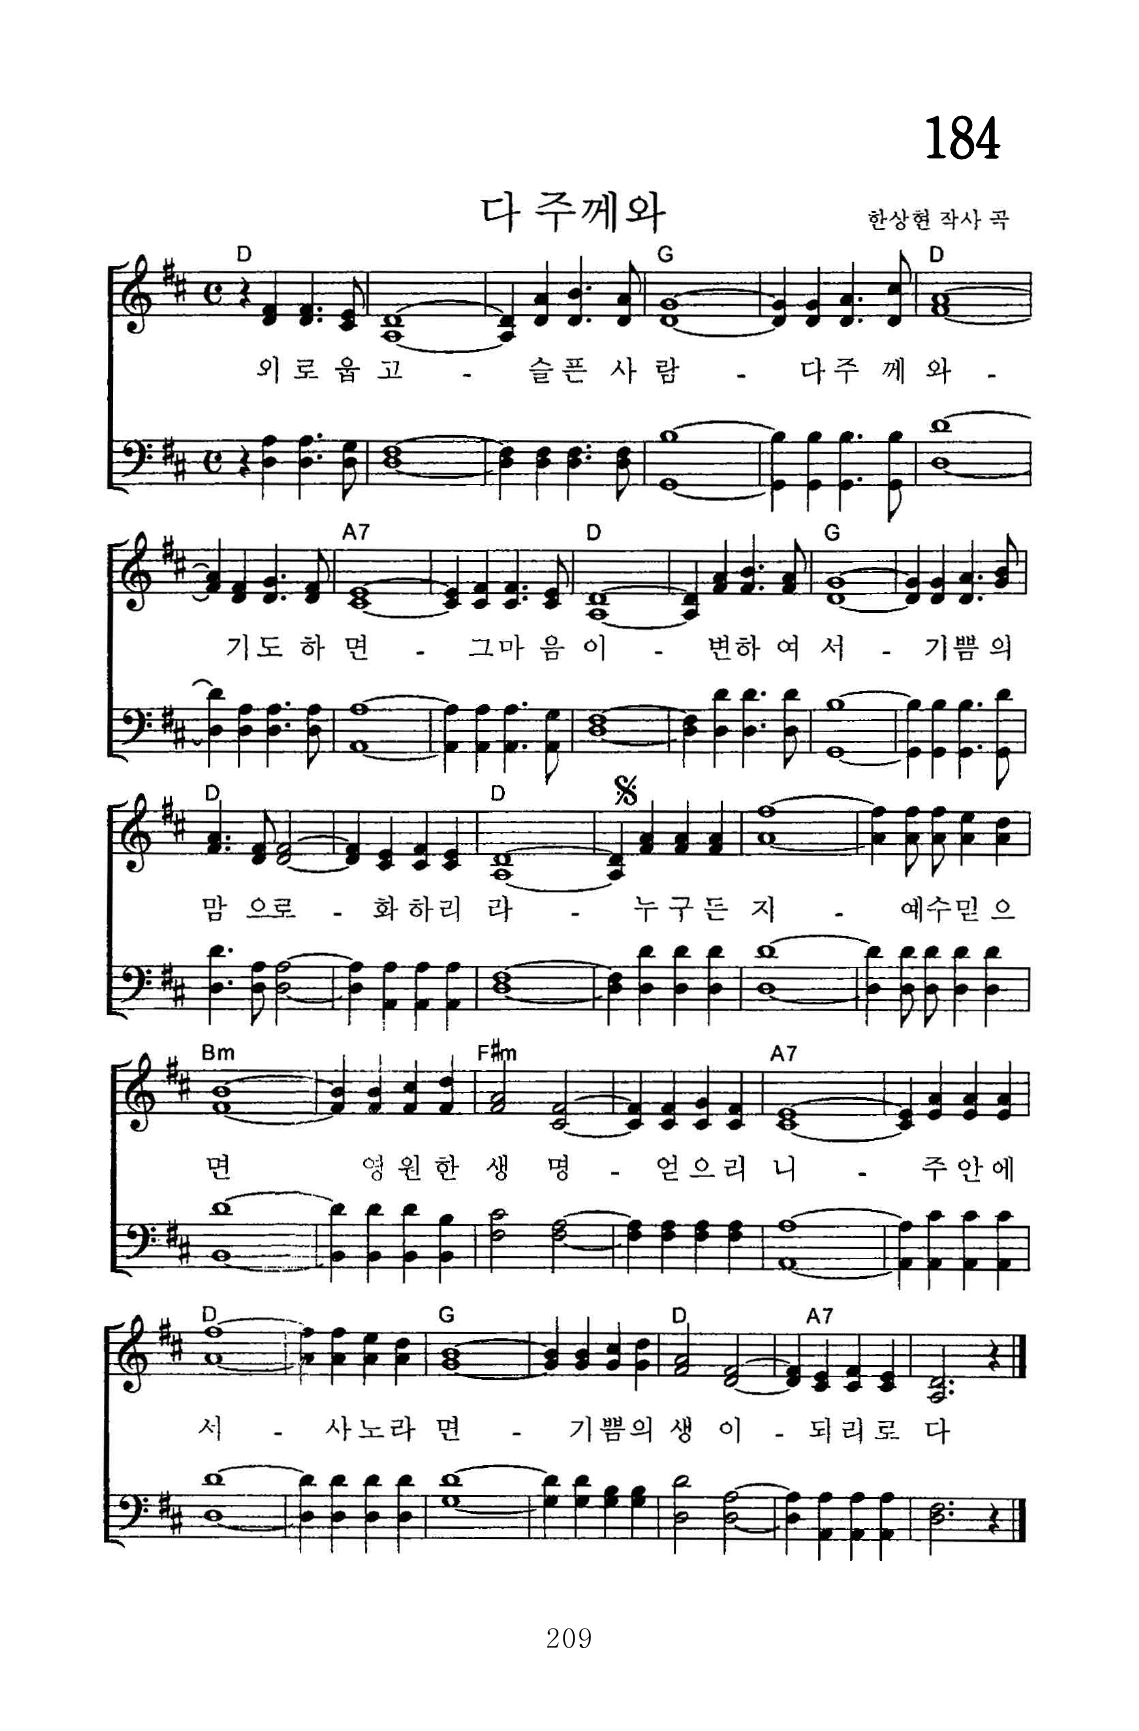 184
다 주께와
한상현 작사 곡
D G D
외 로 웁 고 - 슬 픈 사 람 - 다 주 께 와 -
A7 D G
기 도 하 면 - 그 마 음 이 - 변 하 여 서 - 기 쁨 의
D D
맘 으 로 - 화 하 리 라 - 누 구 든 지 - 예 수 믿 으
Bm F#m A7
면 영 원 한 생 명 - 얻 으 리 니 - 주 안 에
D G D A7
서 - 사 노 라 면 - 기 쁨 의 생 이 - 되 리 로 다
209